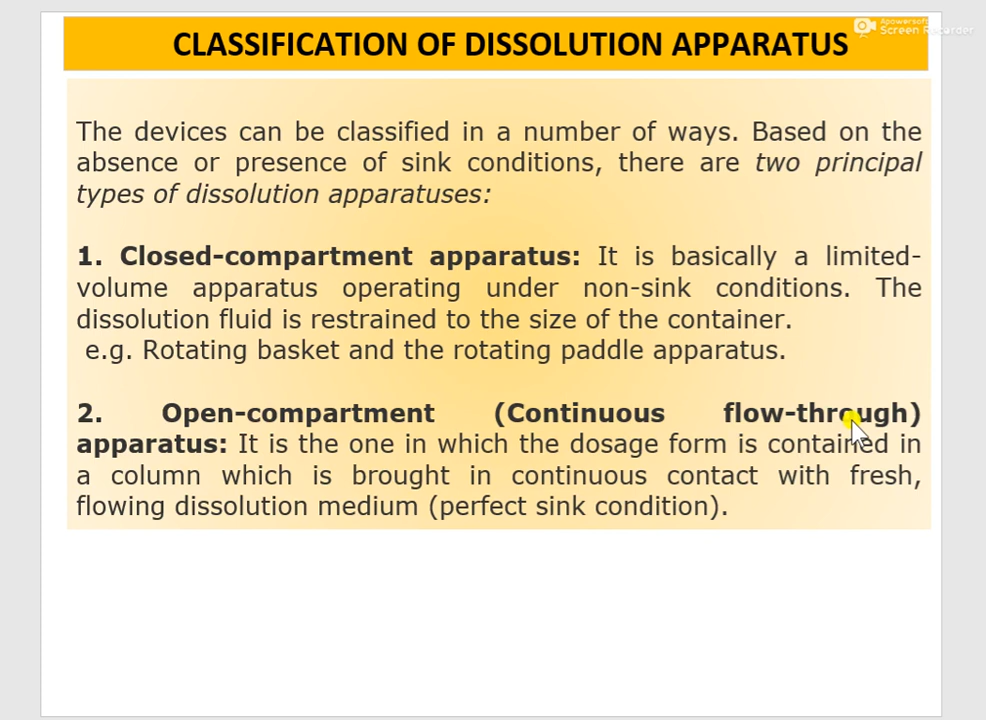 Apowersoft
Screen Recorder
CLASSIFICATION OF DISSOLUTION APPARATUS
The devices can be classified in a number of ways. Based on the
absence or presence of sink conditions, there are two principal
types of dissolution apparatuses:
1. Closed-compartment apparatus: It is basically a limited-
volume apparatus operating under non-sink conditions. The
dissolution fluid is restrained to the size of the container.
e.g. Rotating basket and the rotating paddle apparatus.
2. Open-compartment (Continuous flow-through)
apparatus: It is the one in which the dosage form is contained in
a column which is brought in continuous contact with fresh,
flowing dissolution medium (perfect sink condition).